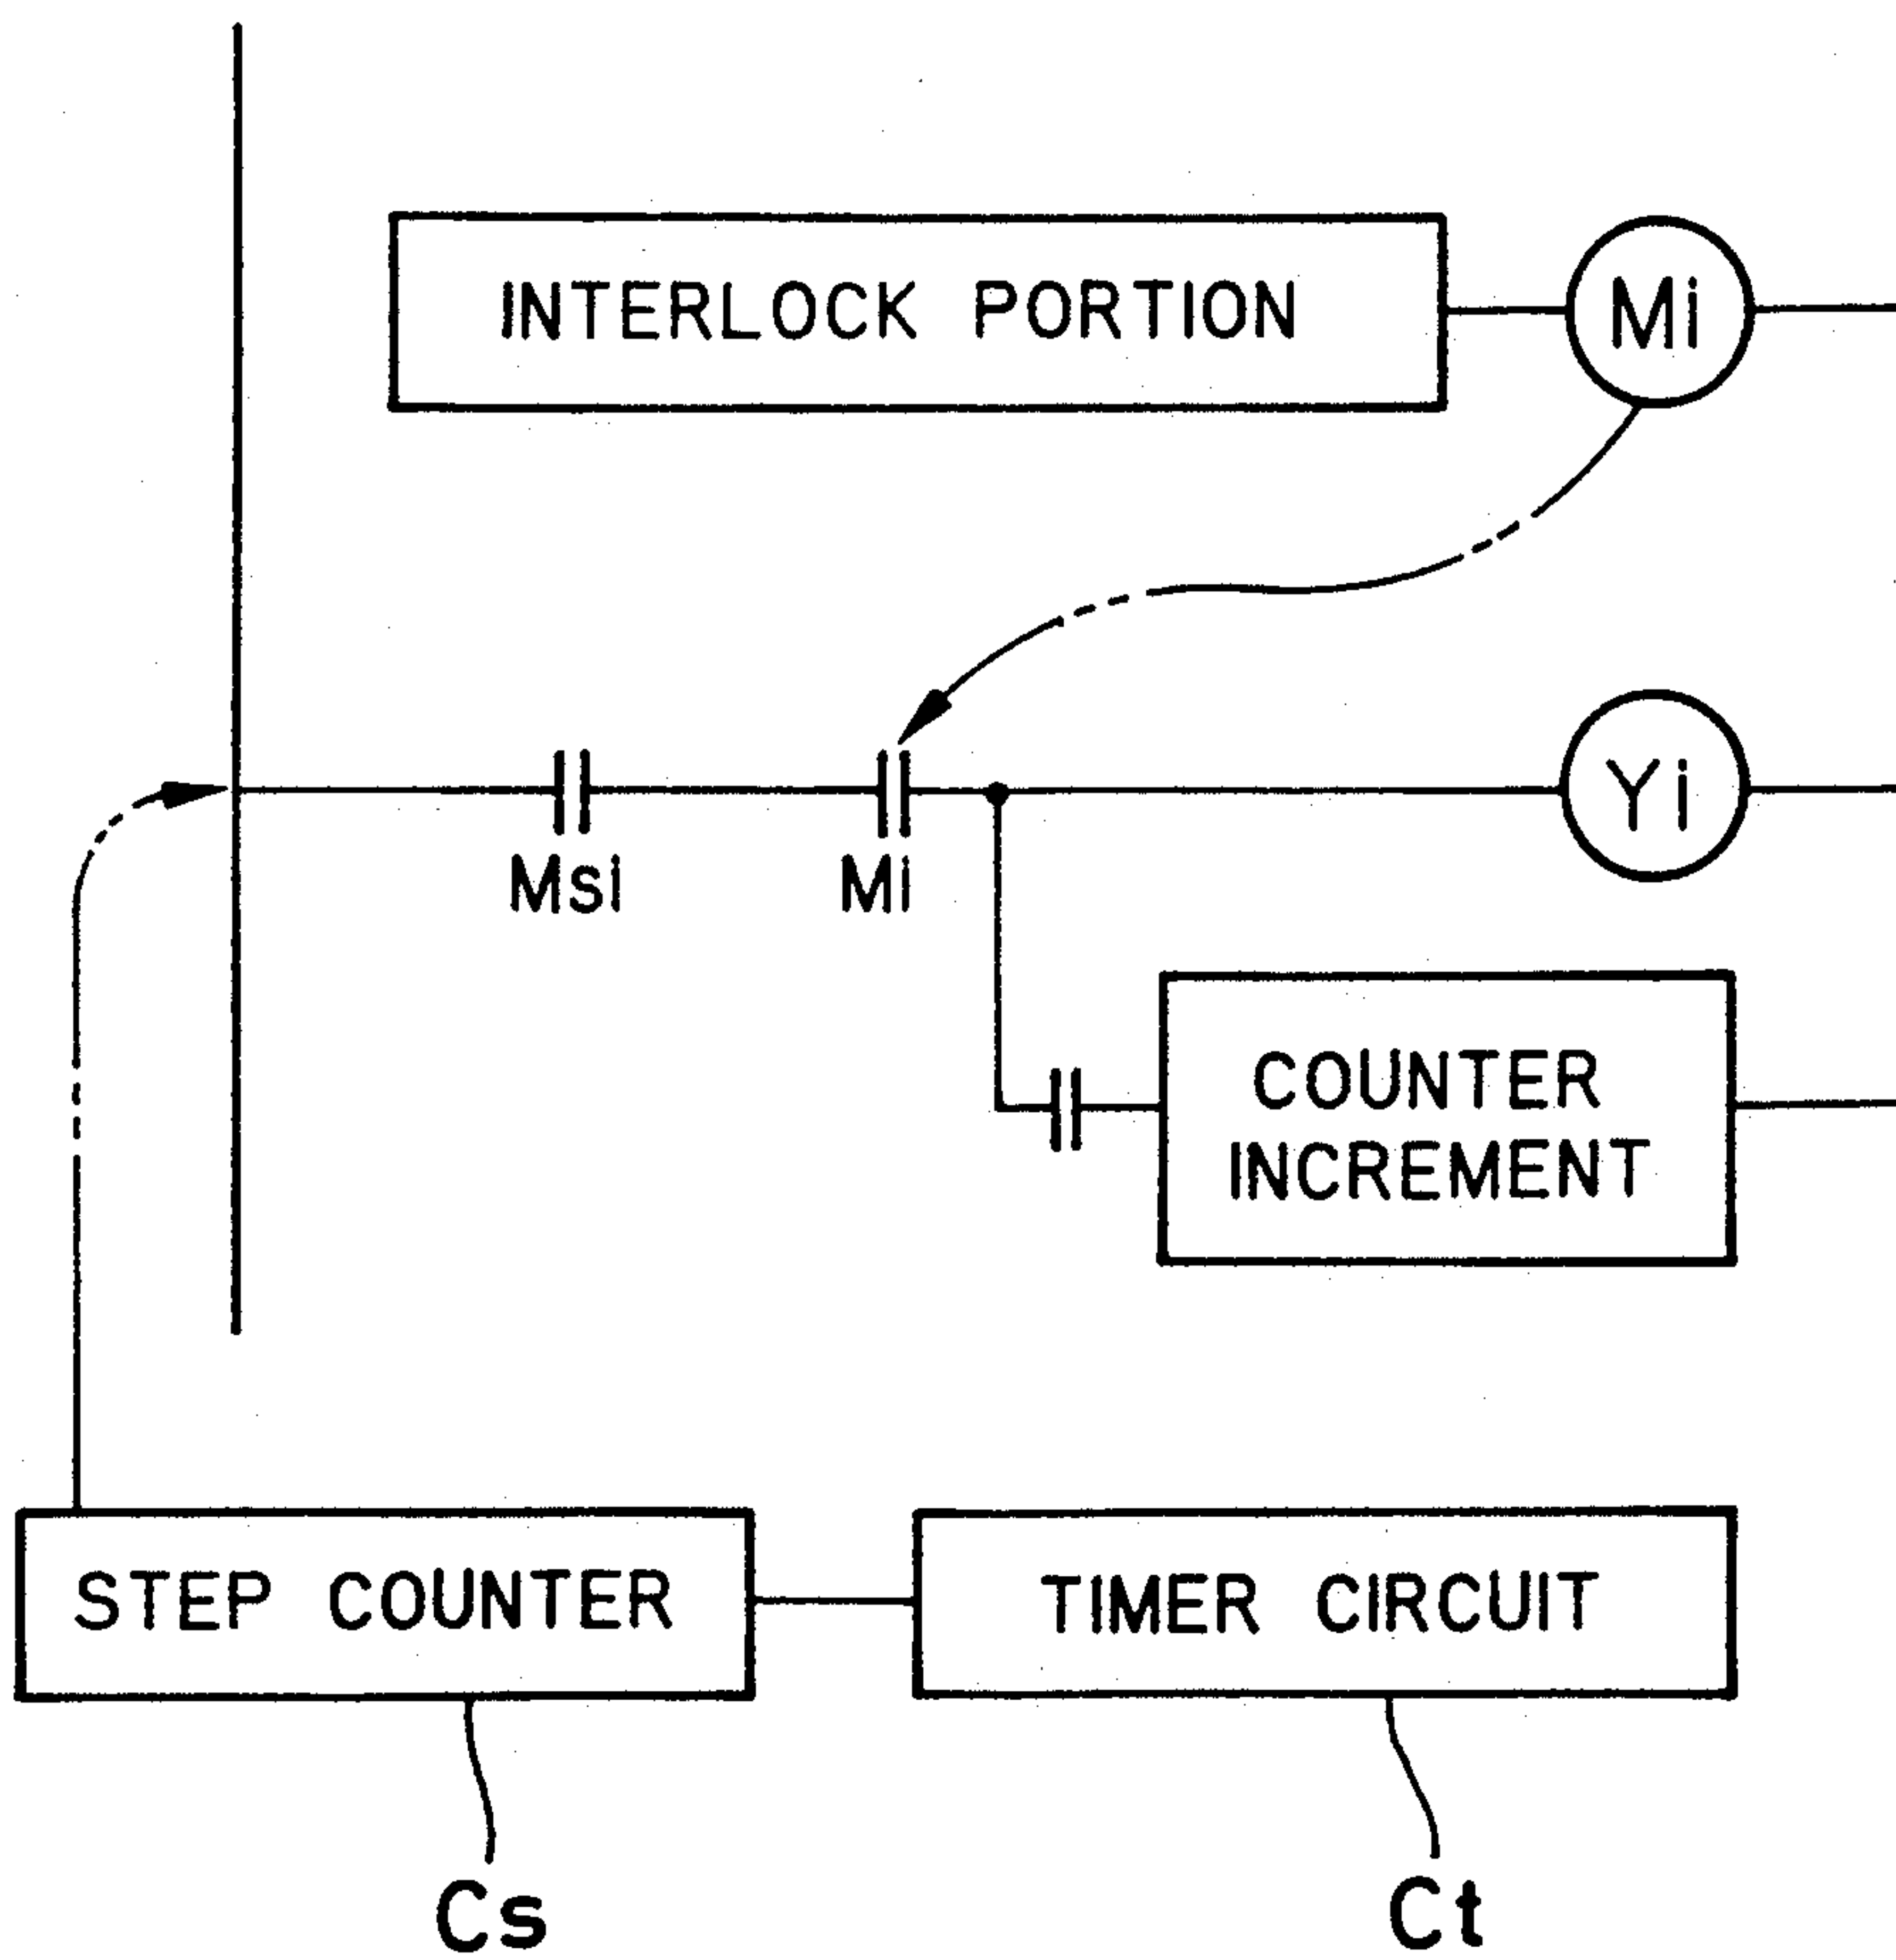 INTERLOCK PORTION
Mi
Yi
Msi
Mi
COUNTER
INCREMENT
STEP COUNTER
TIMER CIRCUIT
Cs
Ct